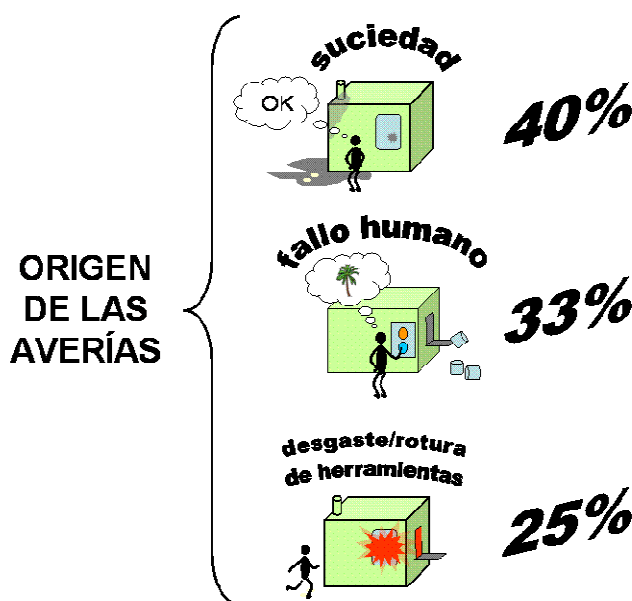 suciedad
OK
40%
ORIGEN
DE LAS
AVERÍAS
fallo humano
33%
desgaste/rotura
de herramientas
25%